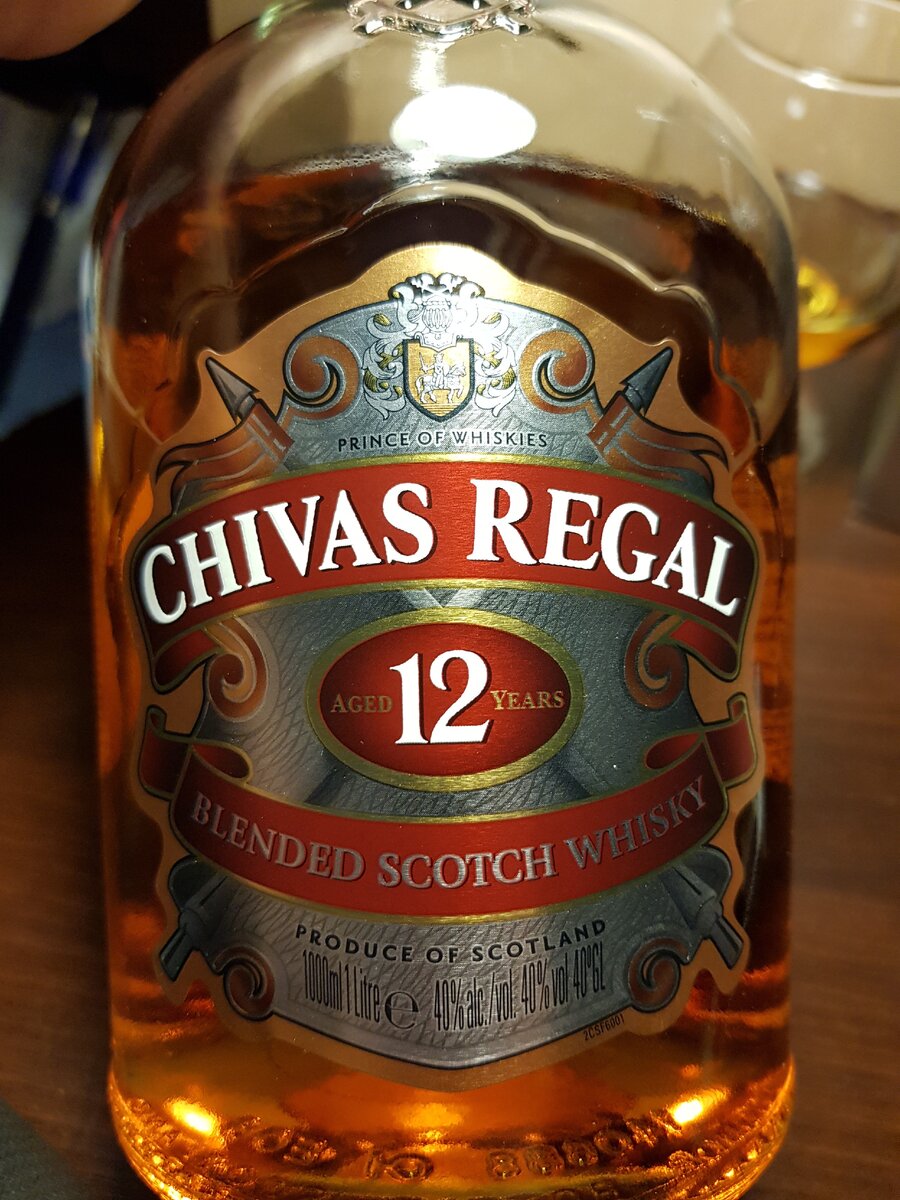 PRINCE OF WHISKIES
CHIVAS REGAL
AGED 12 YEARS
BLENDED SCOTCH WHISKY
PRODUCE OF SCOTLAND
1000ml 1 Litre ℮ 40% alc./vol. 40% vol 40°GL
2CSF6001